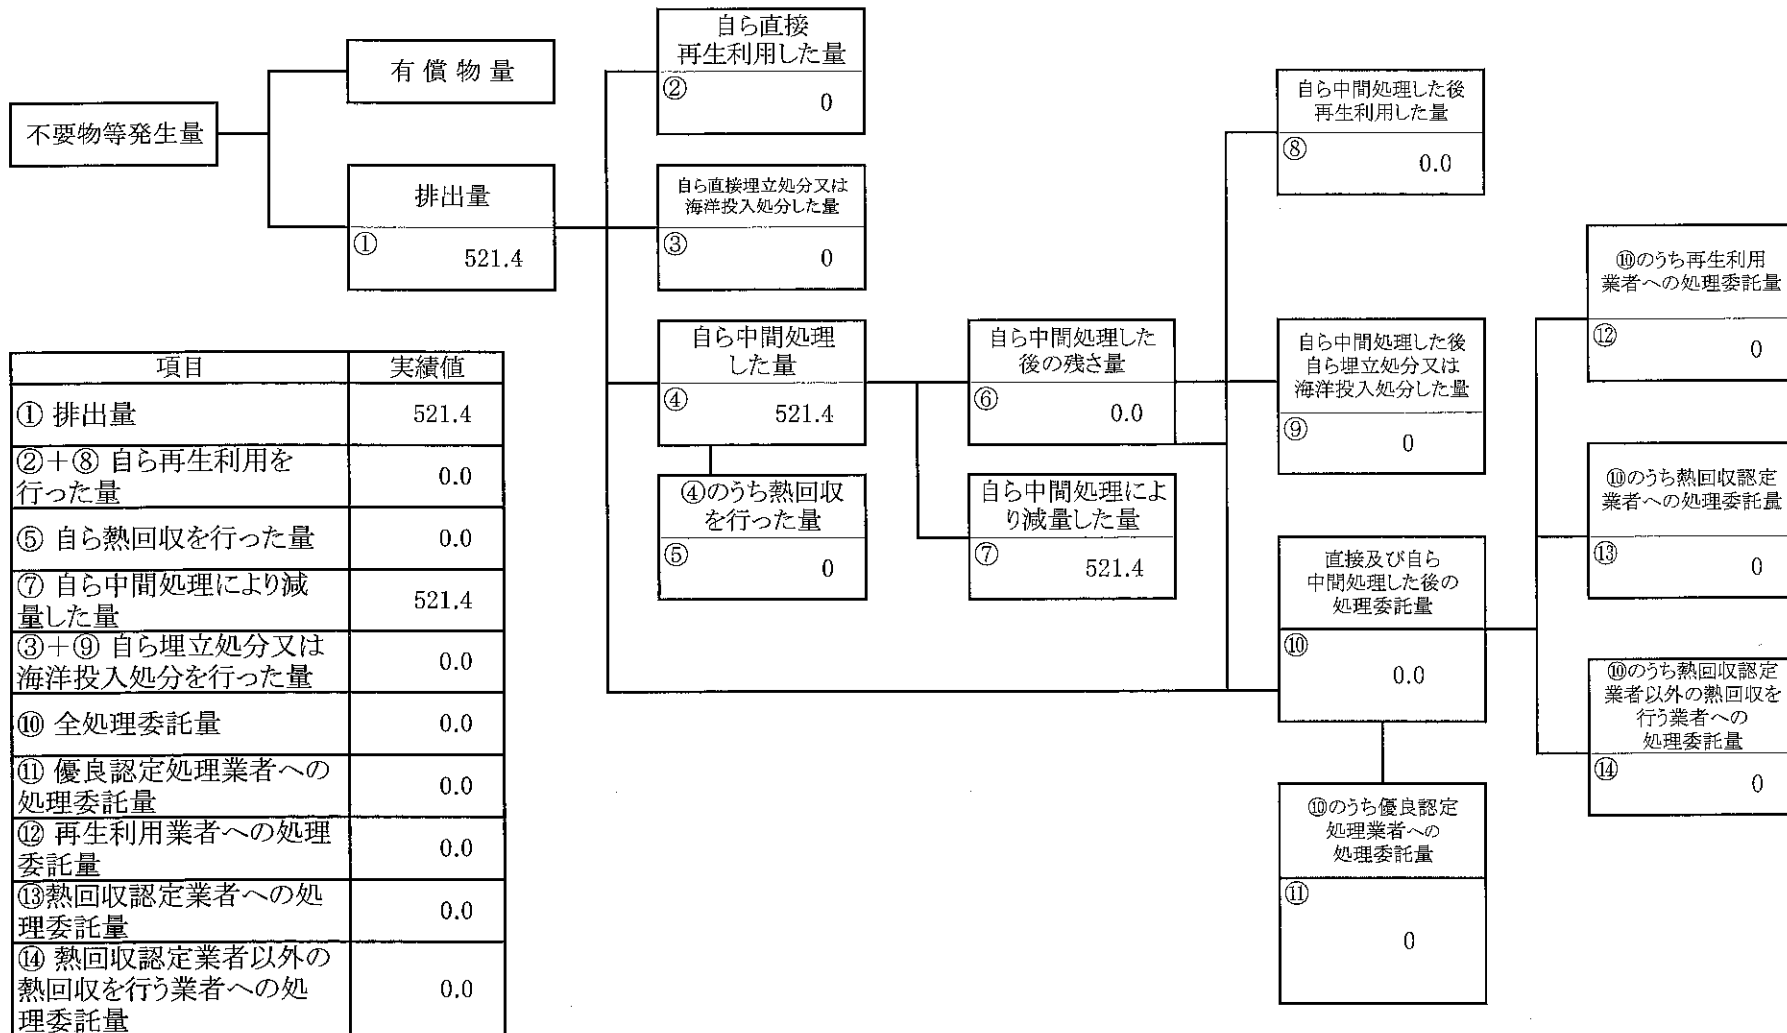 不要物等発生量
有償物量
排出量
①
521.4
自ら直接
再生利用した量
②
0
自ら直接埋立処分又は
海洋投入処分した量
③
0
自ら中間処理
した量
④
521.4
④のうち熱回収
を行った量
⑤
0
自ら中間処理した
後の残さ量
⑥
0.0
自ら中間処理によ
り減量した量
⑦
521.4
自ら中間処理した後
再生利用した量
⑧
0.0
自ら中間処理した後
自ら埋立処分又は
海洋投入処分した量
⑨
0
直接及び自ら
中間処理した後の
処理委託量
⑩
0.0
⑩のうち優良認定
処理業者への
処理委託量
⑪
0
⑩のうち再生利用
業者への処理委託量
⑫
0
⑩のうち熱回収認定
業者への処理委託量
⑬
0
⑩のうち熱回収認定
業者以外の熱回収を
行う業者への
処理委託量
⑭
0
項目 実績値
① 排出量 521.4
②+⑧ 自ら再生利用を
行った量 0.0
⑤ 自ら熱回収を行った量 0.0
⑦ 自ら中間処理により減
量した量 521.4
③+⑨ 自ら埋立処分又は
海洋投入処分を行った量 0.0
⑩ 全処理委託量 0.0
⑪ 優良認定処理業者への
処理委託量 0.0
⑫ 再生利用業者への処理
委託量 0.0
⑬熱回収認定業者への処
理委託量 0.0
⑭ 熱回収認定業者以外の
熱回収を行う業者への処
理委託量 0.0